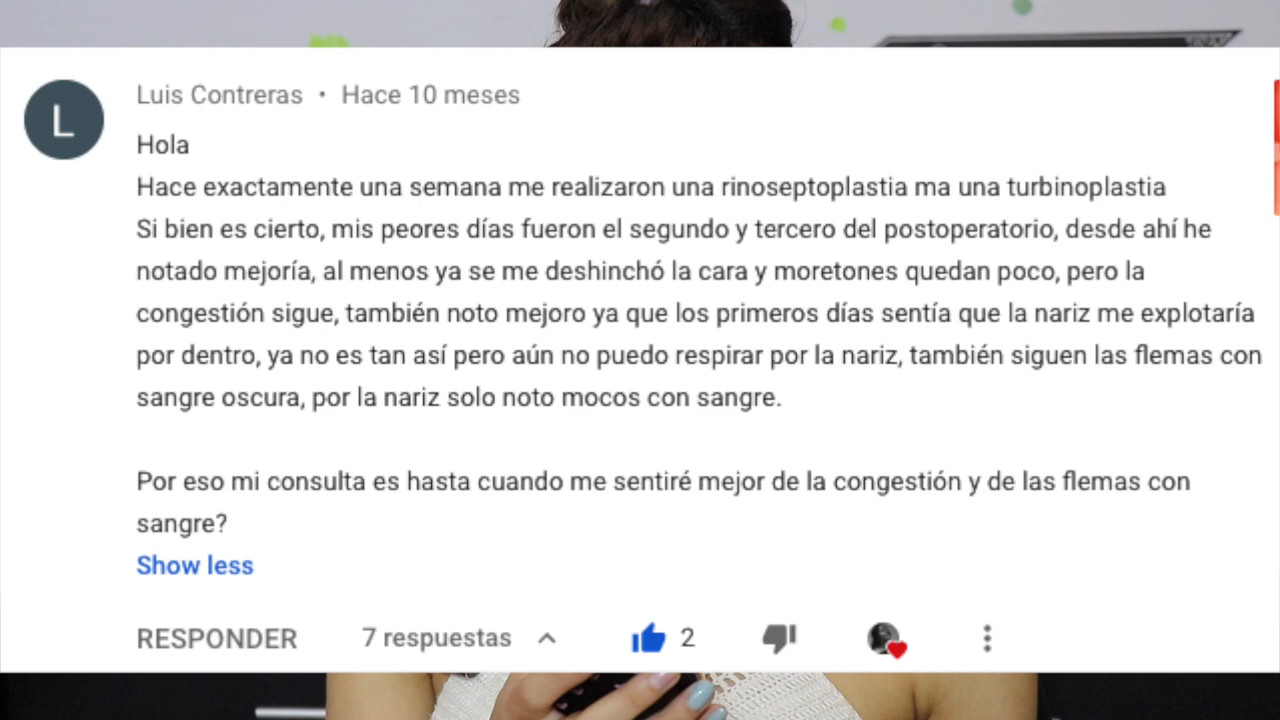 L
Luis Contreras • Hace 10 meses
Hola
Hace exactamente una semana me realizaron una rinoseptoplastia ma una turbinoplastia
Si bien es cierto, mis peores días fueron el segundo y tercero del postoperatorio, desde ahí he
notado mejoría, al menos ya se me deshinchó la cara y moretones quedan poco, pero la
congestión sigue, también noto mejoro ya que los primeros días sentía que la nariz me explotaría
por dentro, ya no es tan así pero aún no puedo respirar por la nariz, también siguen las flemas con
sangre oscura, por la nariz solo noto mocos con sangre.
Por eso mi consulta es hasta cuando me sentiré mejor de la congestión y de las flemas con
sangre?
Show less
RESPONDER 7 respuestas 2